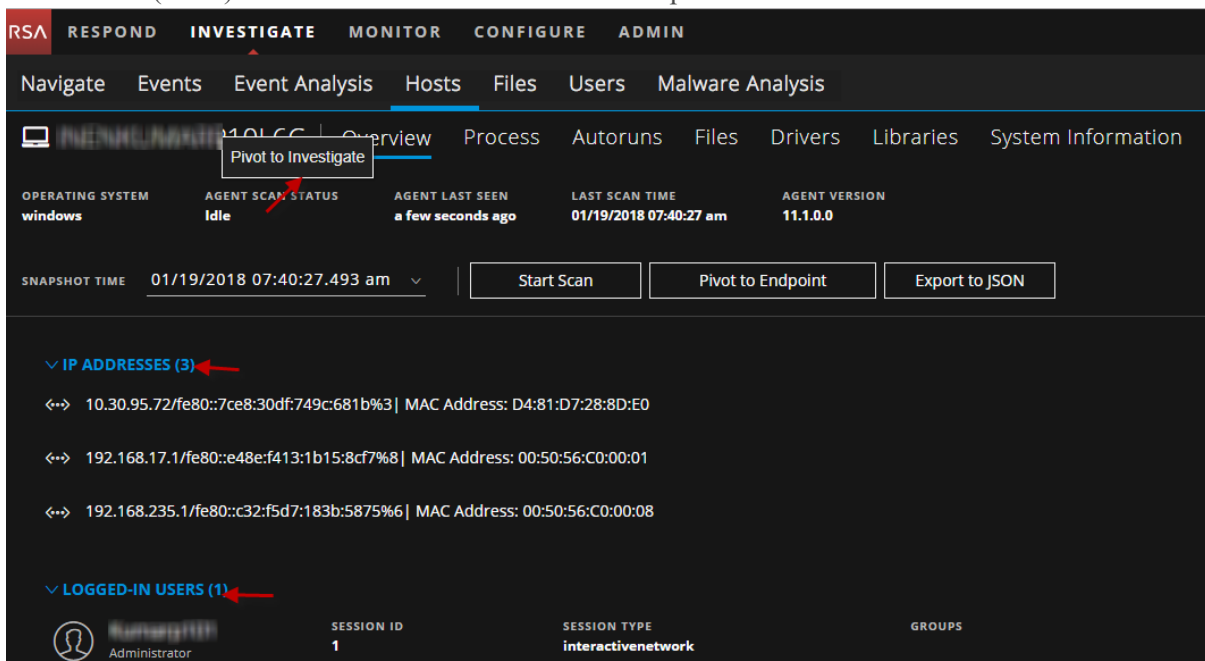 RSA RESPOND INVESTIGATE MONITOR CONFIGURE ADMIN
Navigate Events Event Analysis Hosts Files Users Malware Analysis
Overview Process Autoruns Files Drivers Libraries System Information
Pivot to Investigate
OPERATING SYSTEM AGENT SCAN STATUS AGENT LAST SEEN LAST SCAN TIME AGENT VERSION
windows Idle a few seconds ago 01/19/2018 07:40:27 am 11.1.0.0
SNAPSHOT TIME 01/19/2018 07:40:27.493 am Start Scan Pivot to Endpoint Export to JSON
IP ADDRESSES (3)
10.30.95.72/fe80::7ce8:30df:749c:681b%3| MAC Address: D4:81:D7:28:8D:E0
192.168.17.1/fe80::e48e:f413:1b15:8cf7%8| MAC Address: 00:50:56:C0:00:01
192.168.235.1/fe80::c32:f5d7:183b:5875%6| MAC Address: 00:50:56:C0:00:08
LOGGED-IN USERS (1)
SESSION ID SESSION TYPE GROUPS
Administrator 1 interactivenetwork